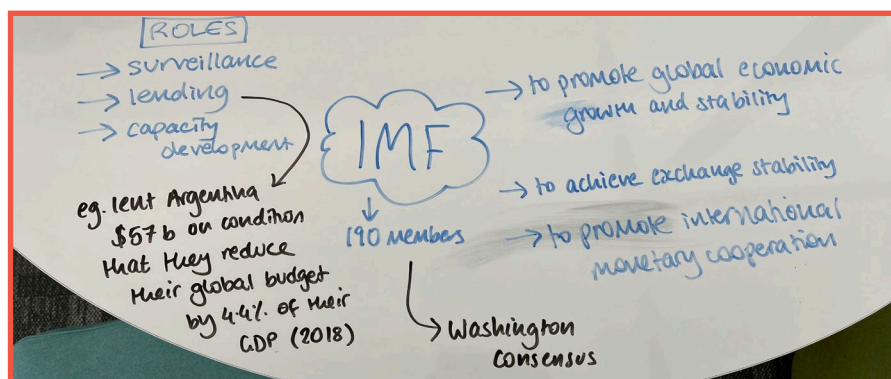 ROLES
→ surveillance
→ lending
→ capacity
development
eg. lent Argentina
$57b on condition
that they reduce
their global budget
by 4.4% of their
GDP (2018)
IMF
190 members
Washington
consensus
→ to promote global economic
growth and stability
→ to achieve exchange stability
→ to promote international
monetary cooperation